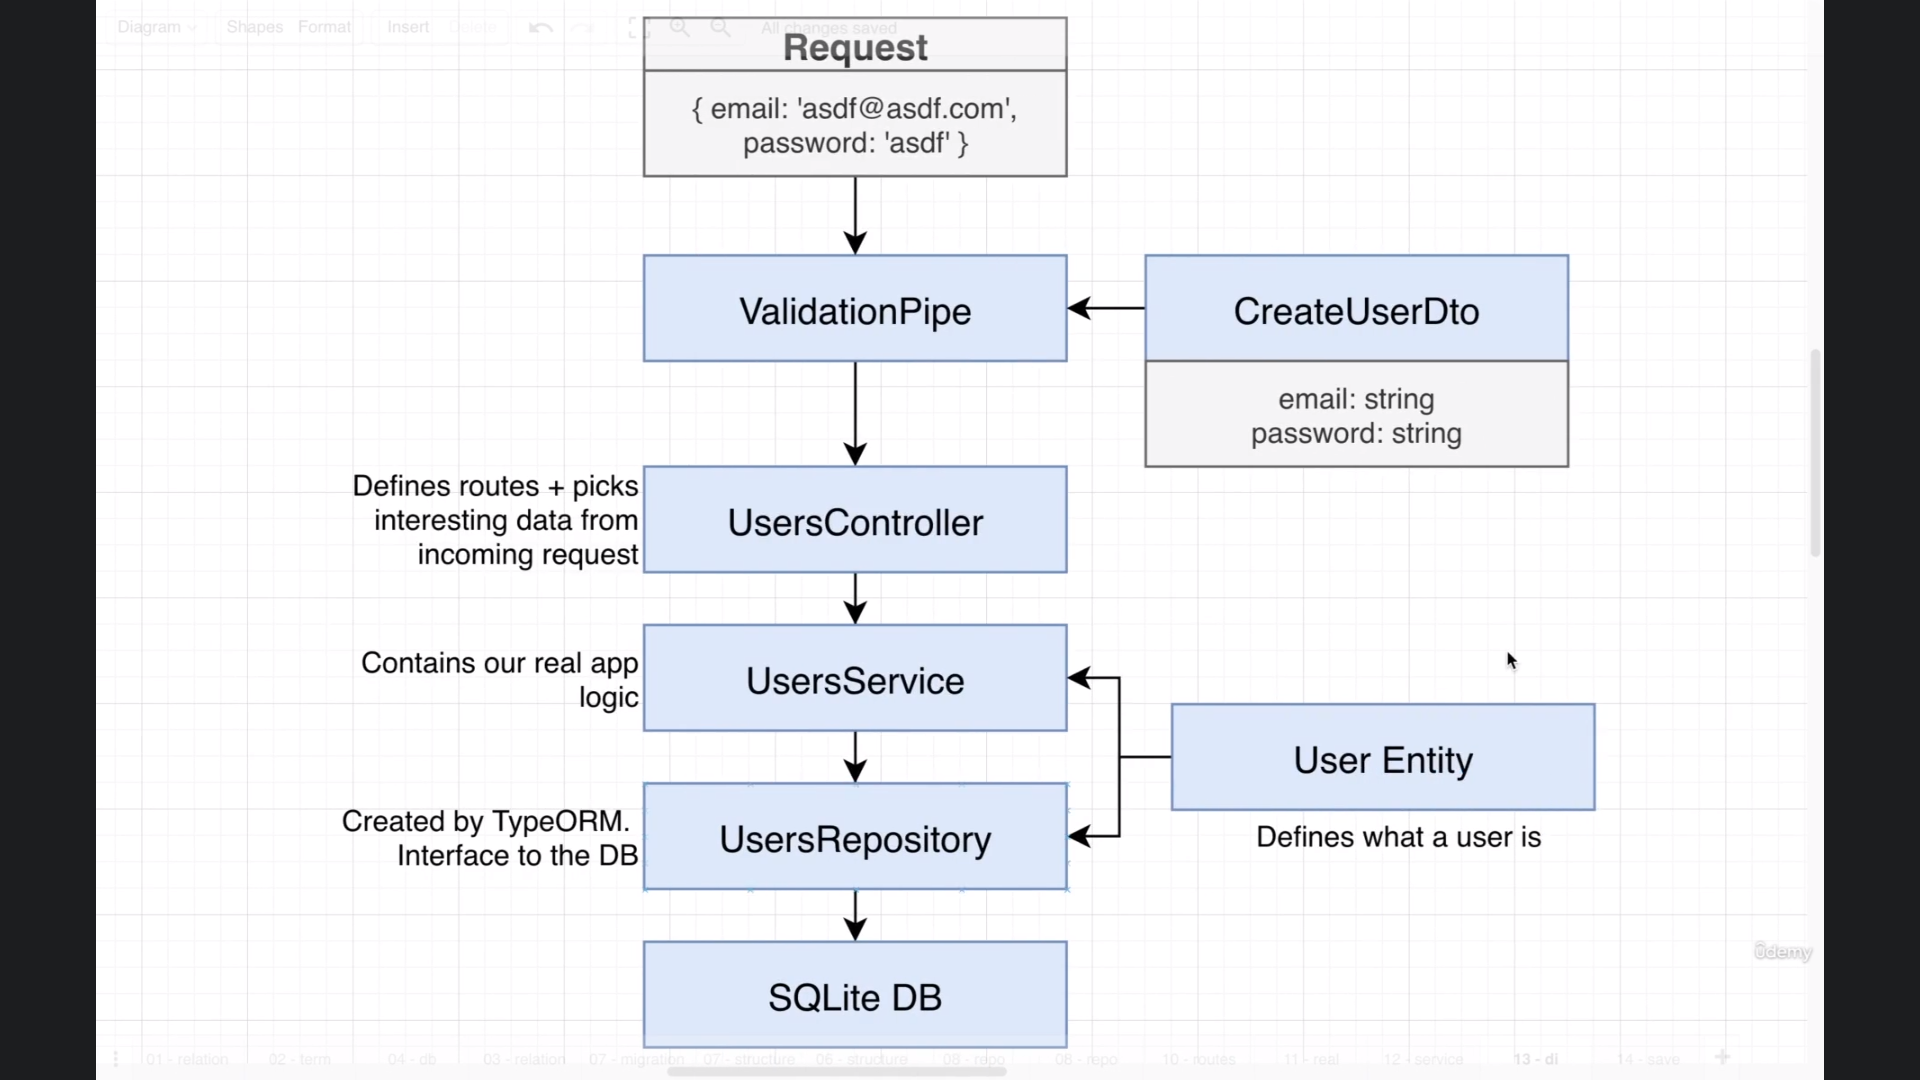 Diagram
Shapes
Format
Insert
Delete
All changes saved
Request
{ email: 'asdf@asdf.com',
password: 'asdf' }
ValidationPipe
CreateUserDto
email: string
password: string
Defines routes + picks
interesting data from
incoming request
UsersController
Contains our real app
logic
UsersService
User Entity
Defines what a user is
Created by TypeORM.
Interface to the DB
UsersRepository
SQLite DB
ûdemy
01 - relation
02 - term
04 - db
03 - relation
07 - migration
07 - structure
06 - structure
08 - repo
08 - repo
10 - routes
11 - real
12 - service
13 - di
14 - save